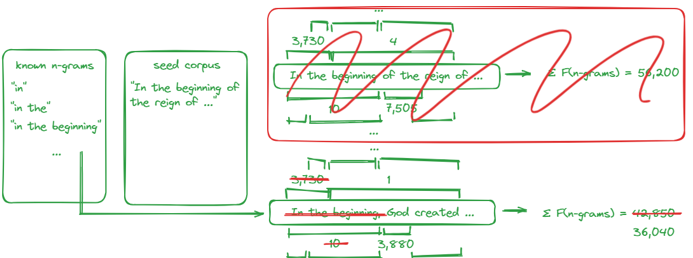 known n-grams
"in"
"in the"
"in the beginning"
...
seed corpus
"In the beginning of
the reign of ..."
...
3,730 4
In the beginning of the reign of ...
Σ F(n-grams) = 56,200
10 7,505
...
...
3,730 1
In the beginning God created ...
Σ F(n-grams) = 42,850
36,040
10 3,880